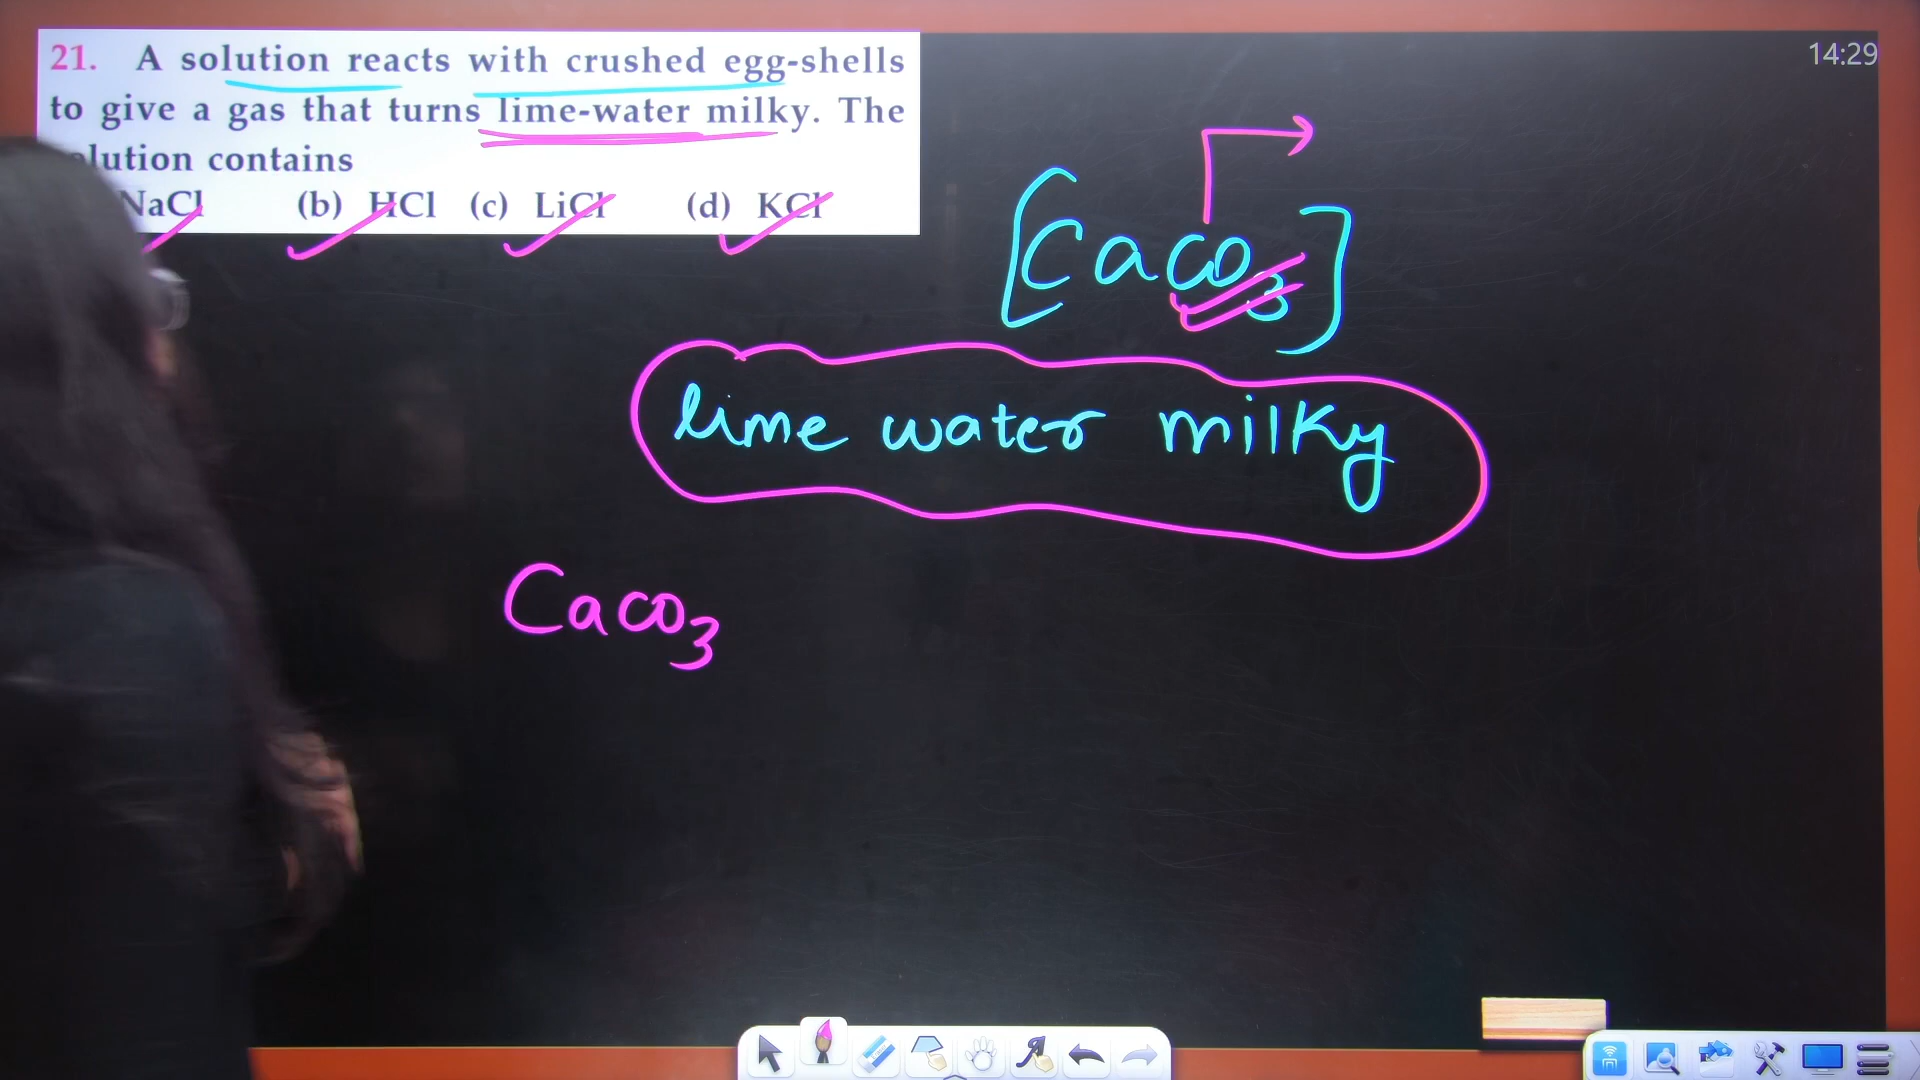 21. A solution reacts with crushed egg-shells
to give a gas that turns lime-water milky. The
lution contains
NaCl (b) HCl (c) LiCl (d) KCl
14:29
[CaCO3]
lime water milky
CaCO3